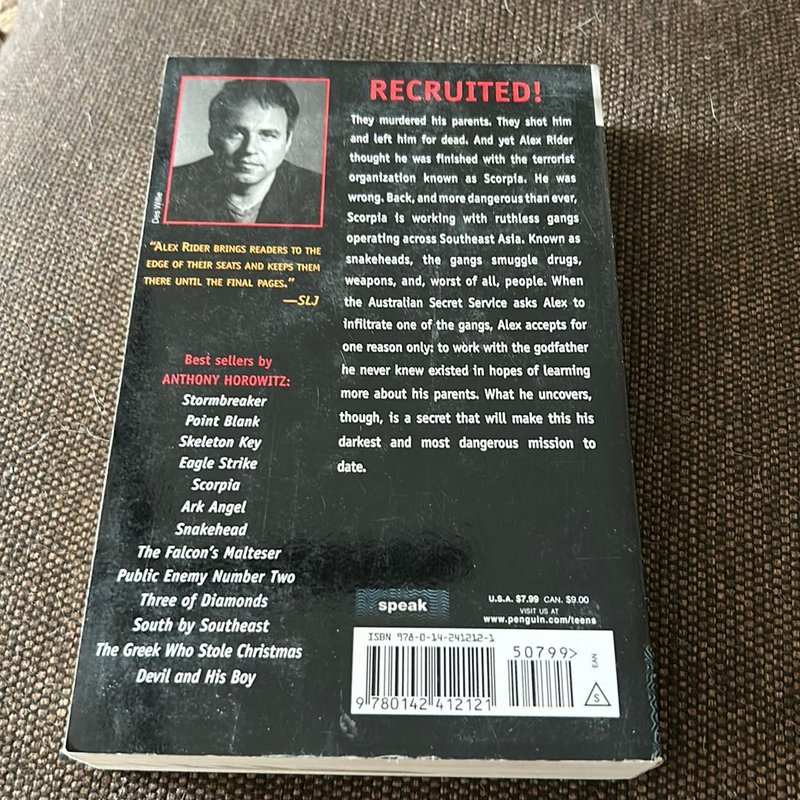 Des Willie
"ALEX RIDER BRINGS READERS TO THE
EDGE OF THEIR SEATS AND KEEPS THEM
THERE UNTIL THE FINAL PAGES."
—SLJ
Best sellers by
ANTHONY HOROWITZ:
Stormbreaker
Point Blank
Skeleton Key
Eagle Strike
Scorpia
Ark Angel
Snakehead
The Falcon's Malteser
Public Enemy Number Two
Three of Diamonds
South by Southeast
The Greek Who Stole Christmas
Devil and His Boy
RECRUITED!
They murdered his parents. They shot him
and left him for dead. And yet Alex Rider
thought he was finished with the terrorist
organization known as Scorpia. He was
wrong. Back, and more dangerous than ever,
Scorpia is working with ruthless gangs
operating across Southeast Asia. Known as
snakeheads, the gangs smuggle drugs,
weapons, and, worst of all, people. When
the Australian Secret Service asks Alex to
infiltrate one of the gangs, Alex accepts for
one reason only: to work with the godfather
he never knew existed in hopes of learning
more about his parents. What he uncovers,
though, is a secret that will make this his
darkest and most dangerous mission to
date.
speak
U.S.A. $7.99 CAN. $9.00
VISIT US AT
www.penguin.com/teens
ISBN 978-0-14-241212-1
50799>
EAN
S
9 780142 412121